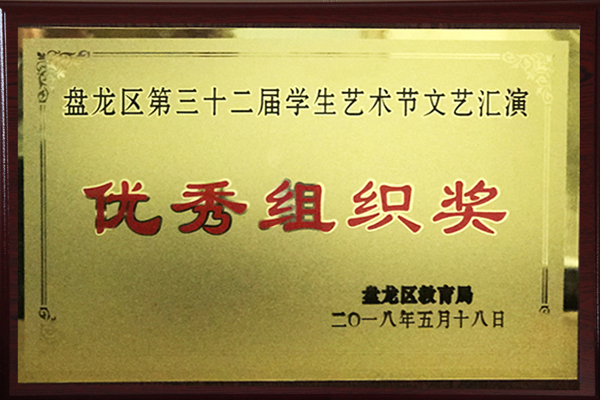 盘龙区第三十二届学生艺术节文艺汇演
优秀组织奖
盘龙区教育局
二〇一八年五月十八日